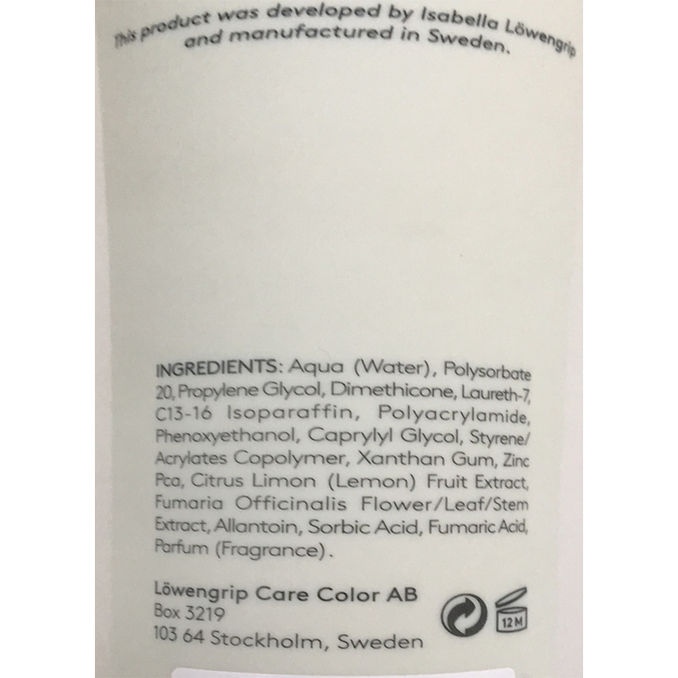 This product was developed by Isabella Löwengrip
and manufactured in Sweden.
INGREDIENTS: Aqua (Water), Polysorbate
20, Propylene Glycol, Dimethicone, Laureth-7,
C13-16 Isoparaffin, Polyacrylamide,
Phenoxyethanol, Caprylyl Glycol, Styrene/
Acrylates Copolymer, Xanthan Gum, Zinc
Pca, Citrus Limon (Lemon) Fruit Extract,
Fumaria Officinalis Flower/Leaf/Stem
Extract, Allantoin, Sorbic Acid, Fumaric Acid,
Parfum (Fragrance).
Löwengrip Care Color AB
Box 3219
103 64 Stockholm, Sweden
12M